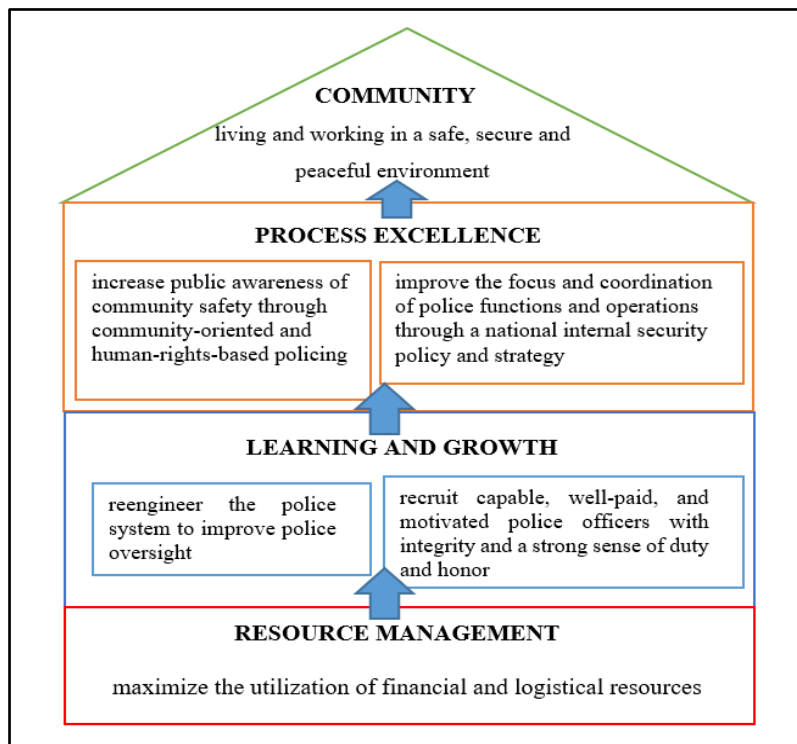 COMMUNITY
living and working in a safe, secure and
peaceful environment
PROCESS EXCELLENCE
increase public awareness of
community safety through
community-oriented and
human-rights-based policing
improve the focus and coordination
of police functions and operations
through a national internal security
policy and strategy
LEARNING AND GROWTH
reengineer the police
system to improve police
oversight
recruit capable, well-paid, and
motivated police officers with
integrity and a strong sense of duty
and honor
RESOURCE MANAGEMENT
maximize the utilization of financial and logistical resources